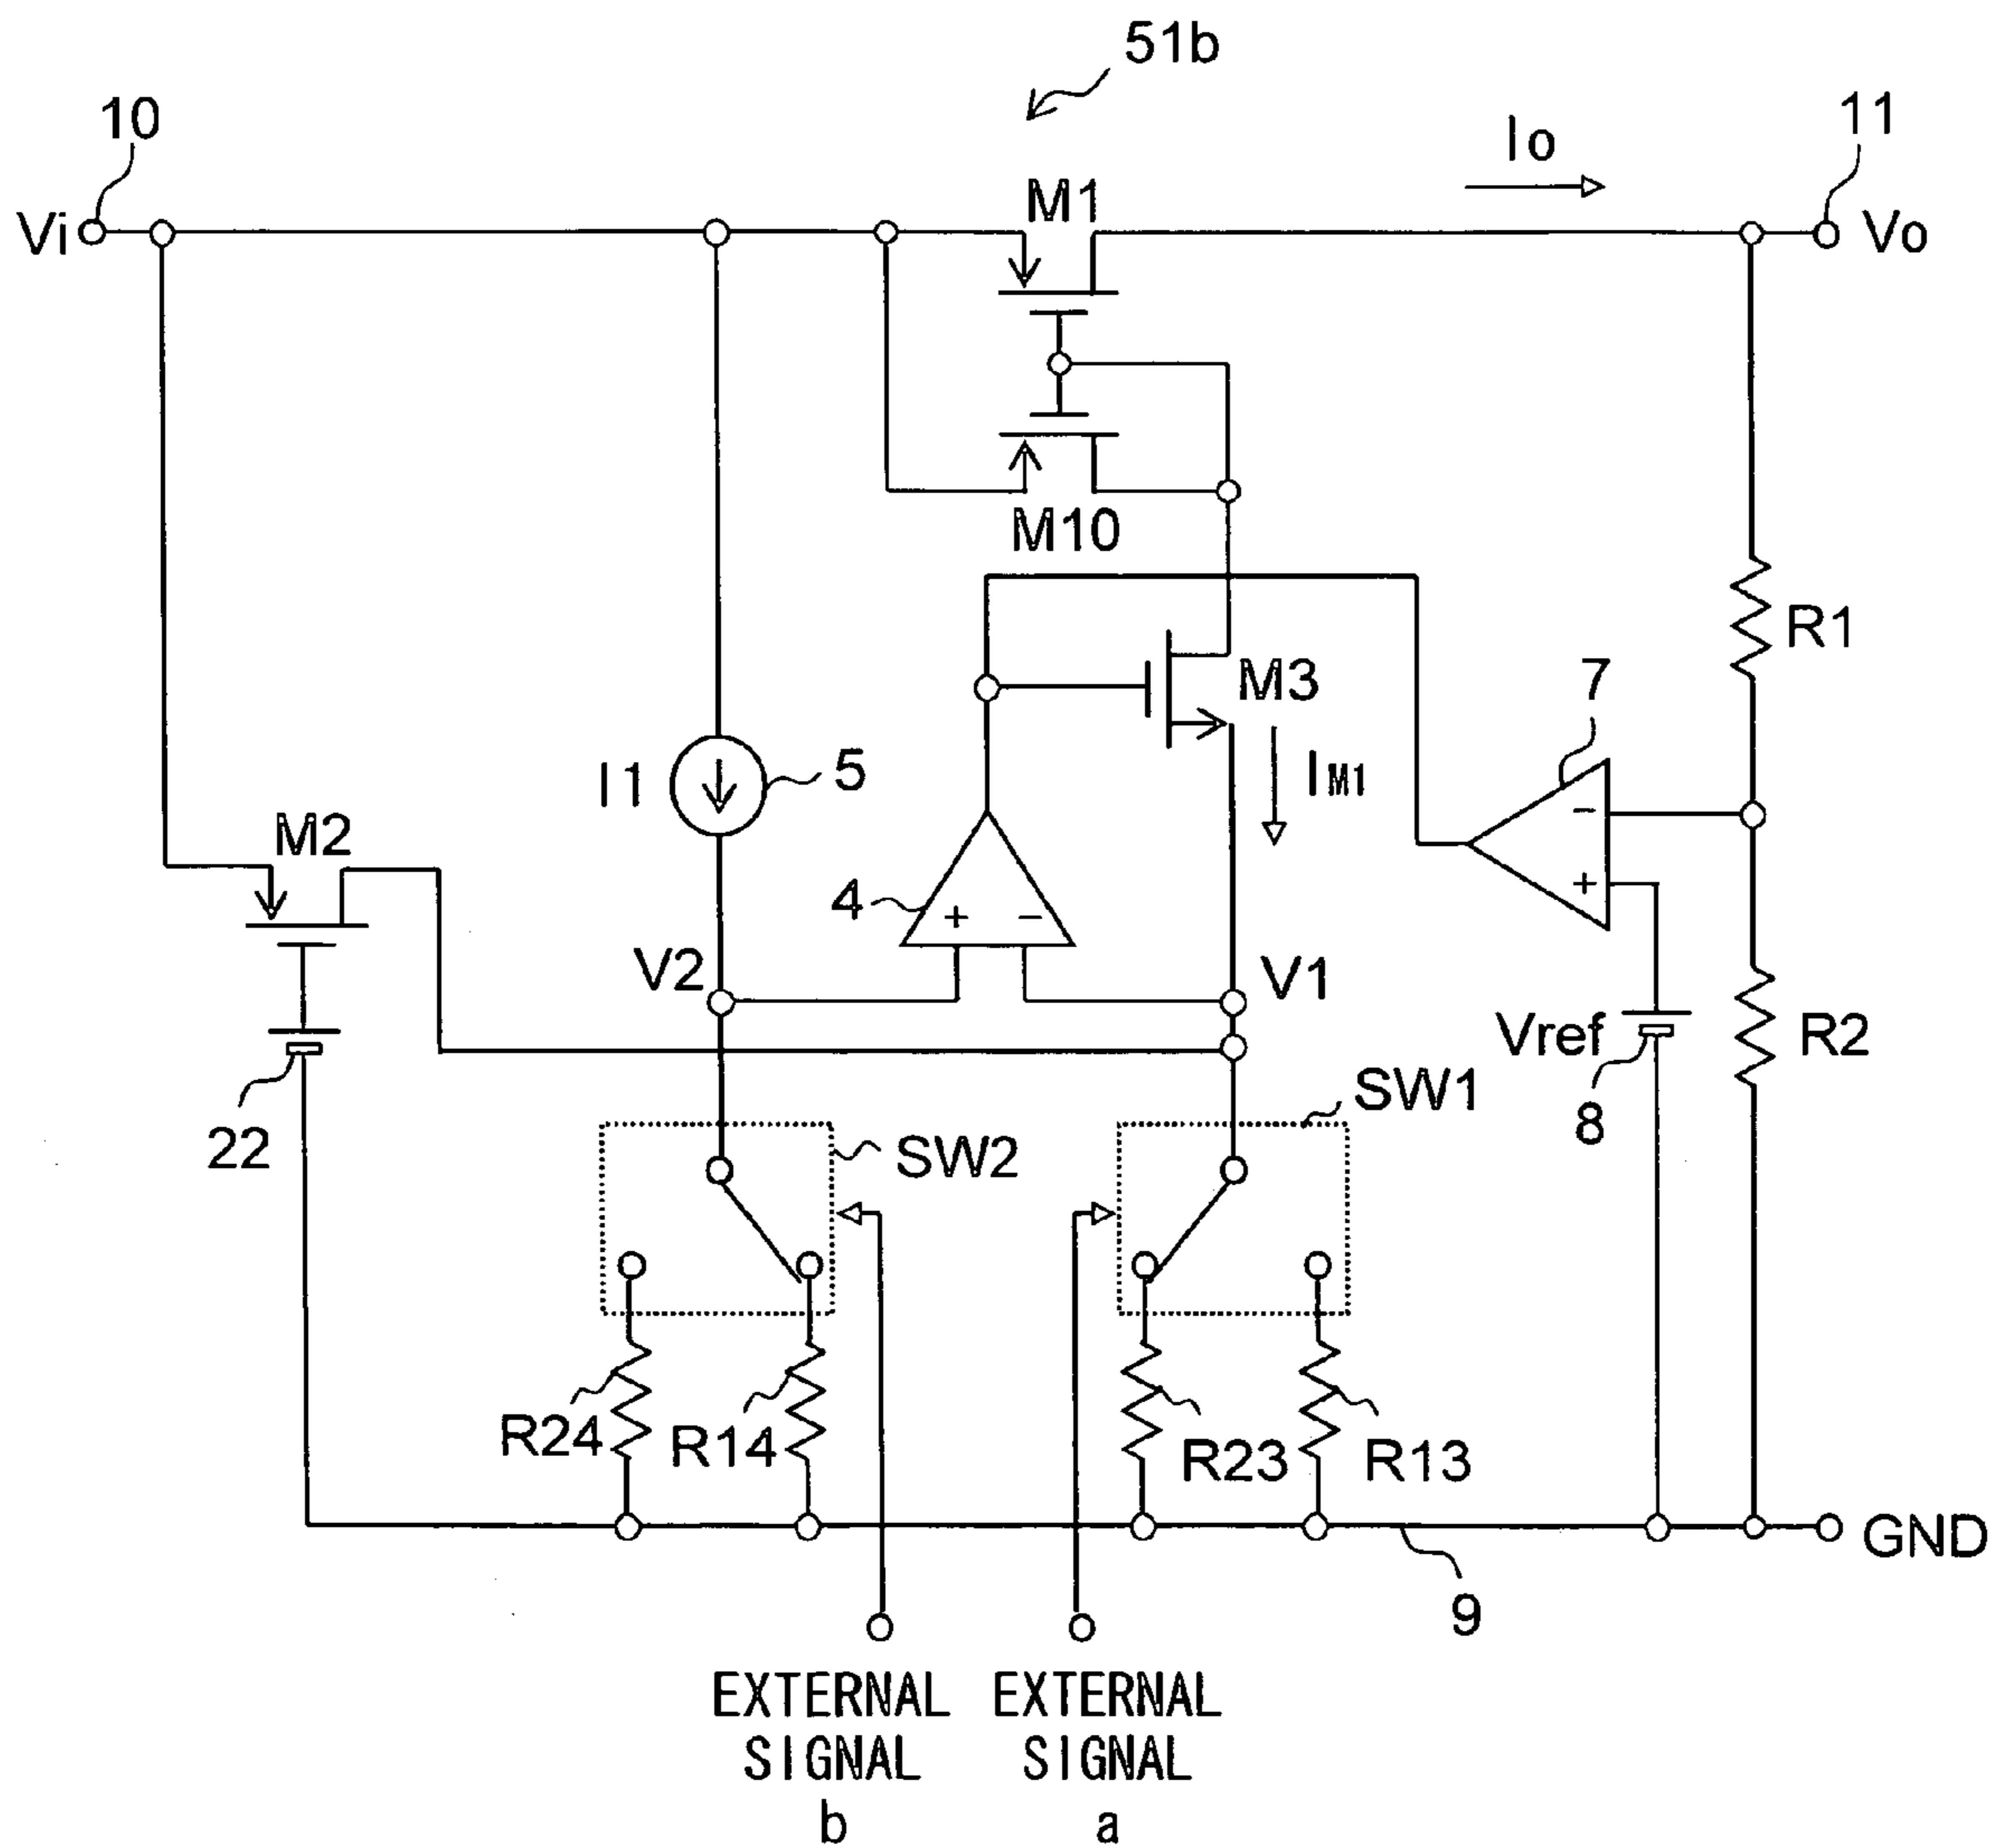 51b
10
Io
11
Vi
M1
Vo
M10
R1
M3
7
I1
5
IM1
M2
4
+
-
-
+
V2
V1
Vref
R2
22
SW2
SW1
8
R24
R14
R23
R13
GND
9
EXTERNAL SIGNAL b
EXTERNAL SIGNAL a